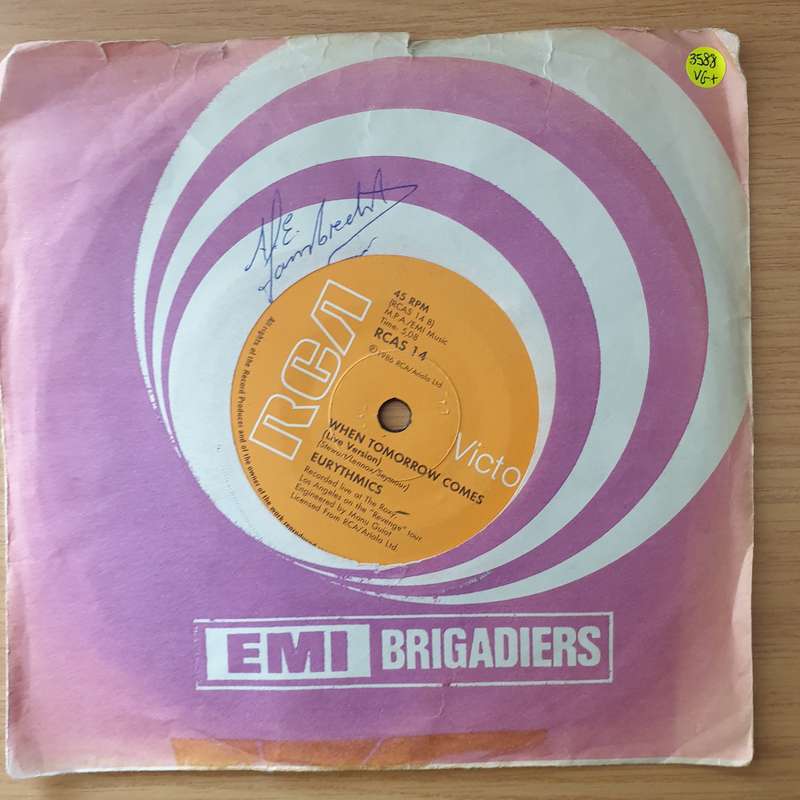 3588
VG+
RCA
45 RPM
(RCAS 14 B)
M.P.A./EMI Music
Time: 5,08
RCAS 14
℗ 1986 RCA/Ariola Ltd.
Victo
WHEN TOMORROW COMES
(Live Version)
(Stewart/Lennox/Seymour)
EURYTHMICS
Recorded live at The Roxy
Los Angeles on the "Revenge" tour
Engineered by Manu Guiot
Licensed From RCA/Ariola Ltd.
All rights of the Record Producer and of the owner of the work reproduced
EMI BRIGADIERS